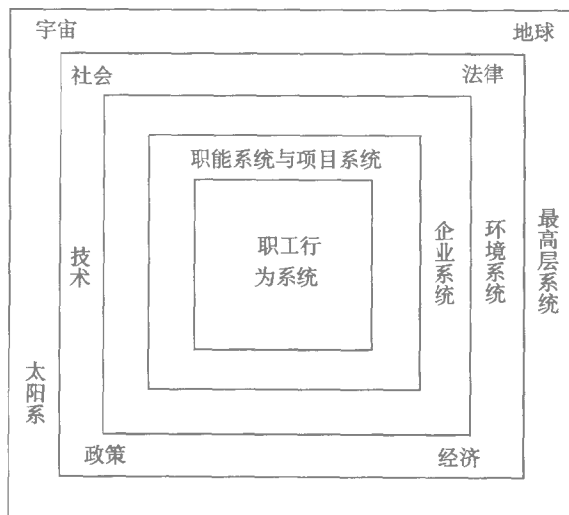 宇宙
地球
社会
法律
职能系统与项目系统
职工行
为系统
技术
企业系统
环境系统
最高层系统
太阳系
政策
经济